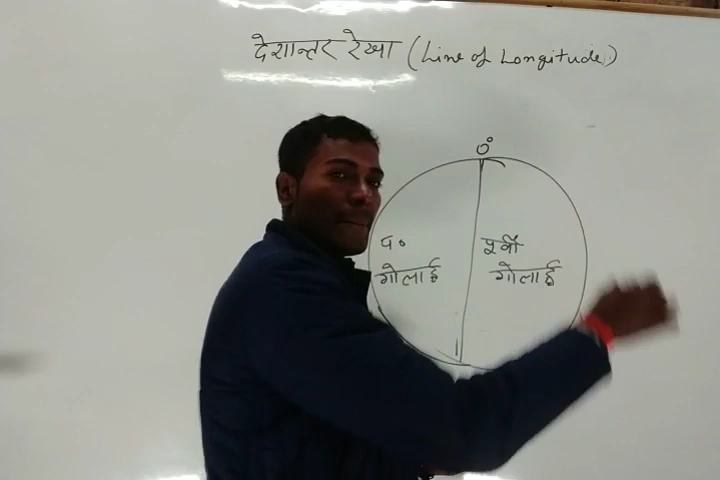 देशान्तर रेखा (Line of Longitude)
0°
प०
गोलार्द्ध
पूर्वी
गोलार्द्ध